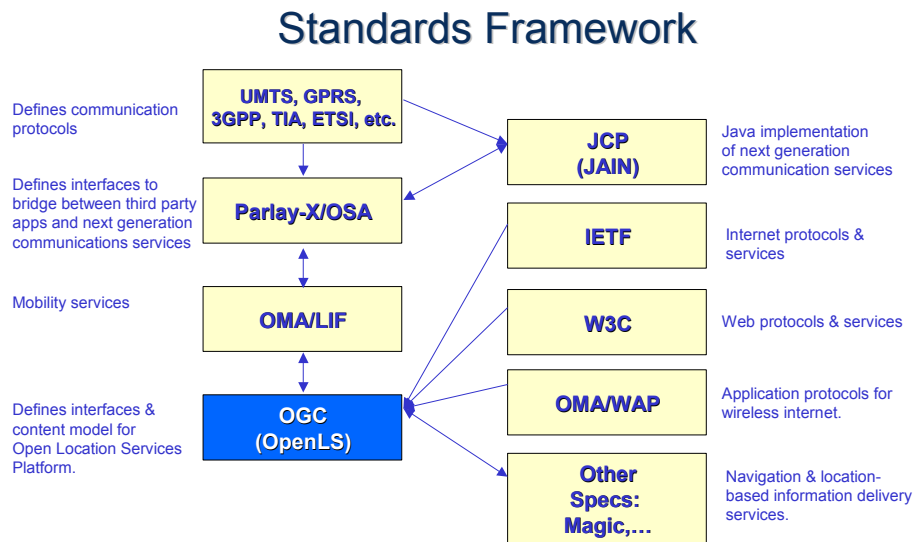 Standards Framework
Defines communication
protocols
UMTS, GPRS,
3GPP, TIA, ETSI, etc.
JCP
(JAIN)
Java implementation
of next generation
communication services
Defines interfaces to
bridge between third party
apps and next generation
communications services
Parlay-X/OSA
IETF
Internet protocols &
services
Mobility services
OMA/LIF
W3C
Web protocols & services
Defines interfaces &
content model for
Open Location Services
Platform.
OGC
(OpenLS)
OMA/WAP
Application protocols for
wireless internet.
Other
Specs:
Magic,…
Navigation & location-
based information delivery
services.